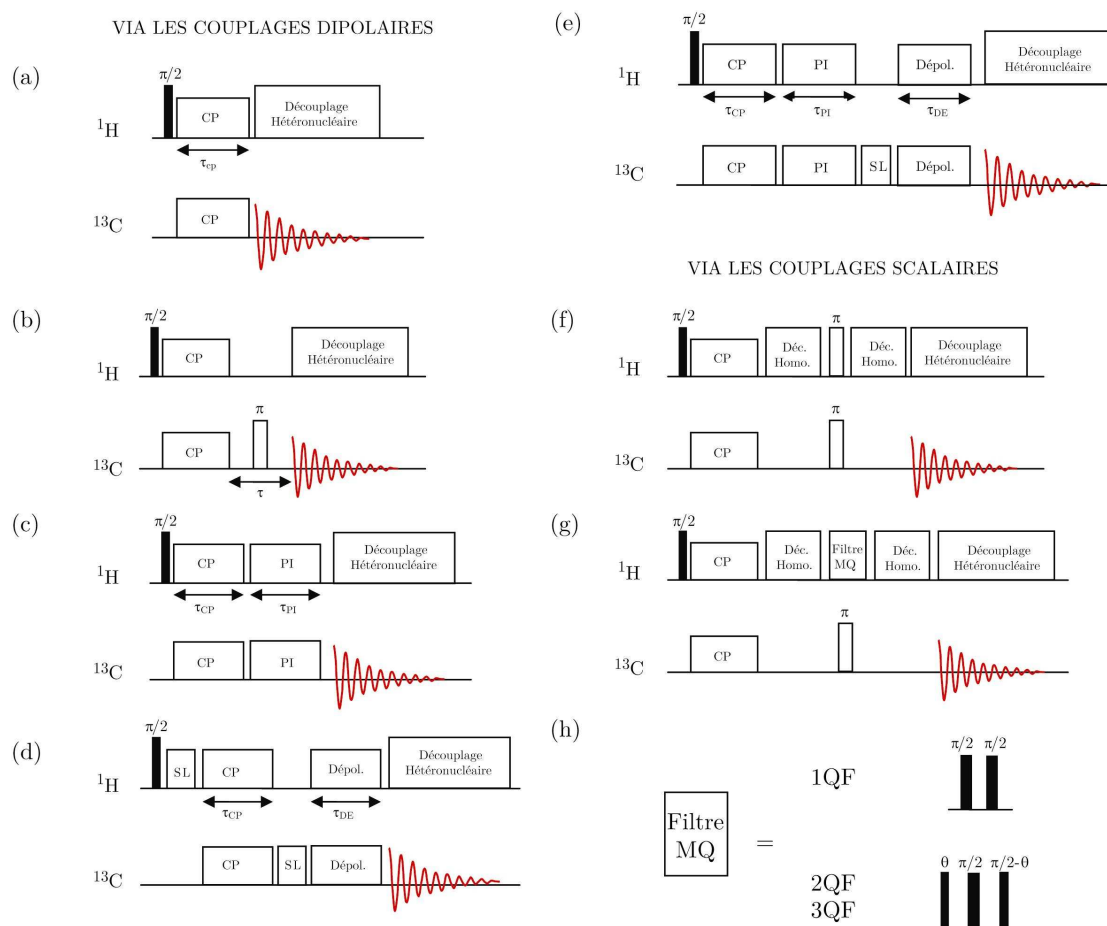 VIA LES COUPLAGES DIPOLAIRES
(a)
π/2
¹H
CP
Découplage
Hétéronucléaire
τcp
¹³C
CP
(b)
π/2
¹H
CP
Découplage
Hétéronucléaire
π
¹³C
CP
τ
(c)
π/2
¹H
CP
PI
Découplage
Hétéronucléaire
τCP
τPI
¹³C
CP
PI
(d)
π/2
¹H
SL
CP
Dépol.
Découplage
Hétéronucléaire
τCP
τDE
¹³C
CP
SL
Dépol.
(e)
π/2
¹H
CP
PI
Dépol.
Découplage
Hétéronucléaire
τCP
τPI
τDE
¹³C
CP
PI
SL
Dépol.
VIA LES COUPLAGES SCALAIRES
(f)
π/2
π
¹H
CP
Déc.
Homo.
Déc.
Homo.
Découplage
Hétéronucléaire
π
¹³C
CP
(g)
π/2
¹H
CP
Déc.
Homo.
Filtre
MQ
Déc.
Homo.
Découplage
Hétéronucléaire
π
¹³C
CP
(h)
Filtre
MQ
=
1QF
π/2 π/2
2QF
3QF
θ π/2 π/2-θ